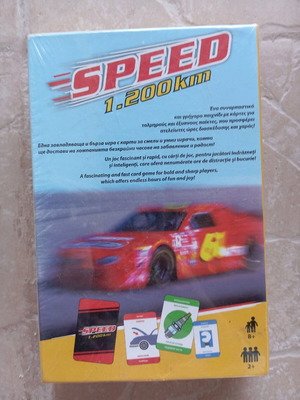 SPEED
1.200km
Ένα συναρπαστικό
και γρήγορο παιχνίδι με κάρτες για
τολμηρούς και έξυπνους παίκτες, που προσφέρει
ατελείωτες ώρες διασκέδασης και χαράς!
Една завладяваща и бърза игра с карти за смели и умни играчи, която
ще достави на компанията безкрайни часове на забавление и радост!
Un joc fascinant și rapid, cu cărți de joc, pentru jucători îndrăzneți
și inteligenți, care oferă nenumărate ore de distracție și bucurie!
A fascinating and fast card game for bold and sharp players,
which offers endless hours of fun and joy!
6
SPEED
1.200km
8+
2+